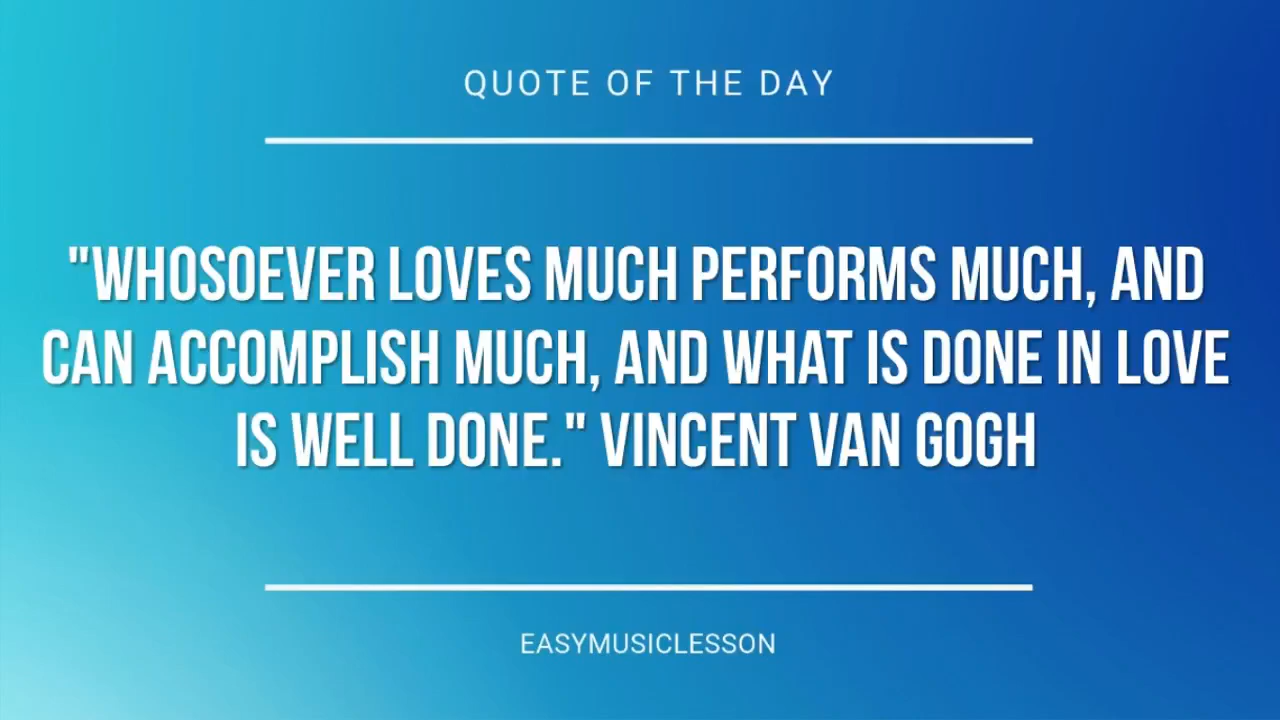 QUOTE OF THE DAY
"WHOSOEVER LOVES MUCH PERFORMS MUCH, AND
CAN ACCOMPLISH MUCH, AND WHAT IS DONE IN LOVE
IS WELL DONE." VINCENT VAN GOGH
EASYMUSICLESSON